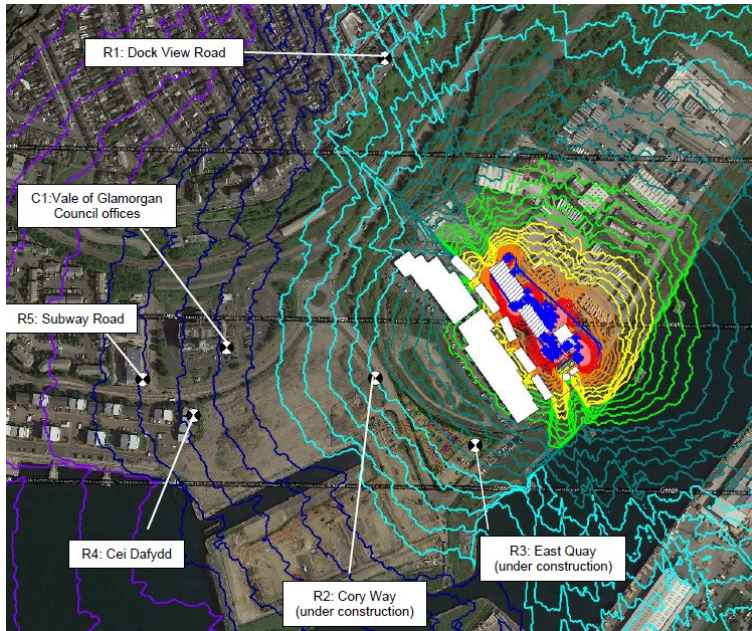 R1: Dock View Road
C1:Vale of Glamorgan
Council offices
R5: Subway Road
R4: Cei Dafydd
R2: Cory Way
(under construction)
R3: East Quay
(under construction)